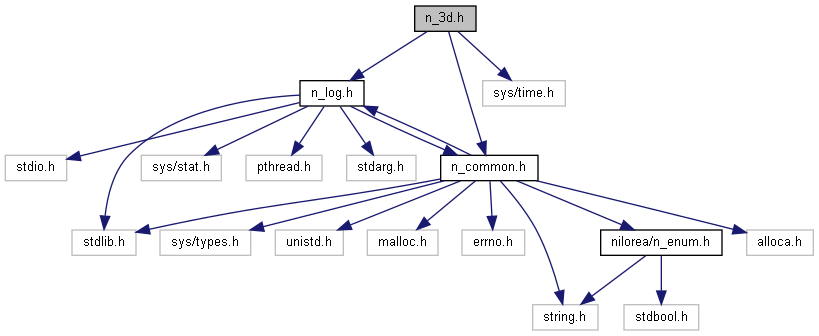 n_3d.h
n_log.h
sys/time.h
stdio.h
sys/stat.h
pthread.h
stdarg.h
n_common.h
stdlib.h
sys/types.h
unistd.h
malloc.h
errno.h
nilorea/n_enum.h
alloca.h
string.h
stdbool.h